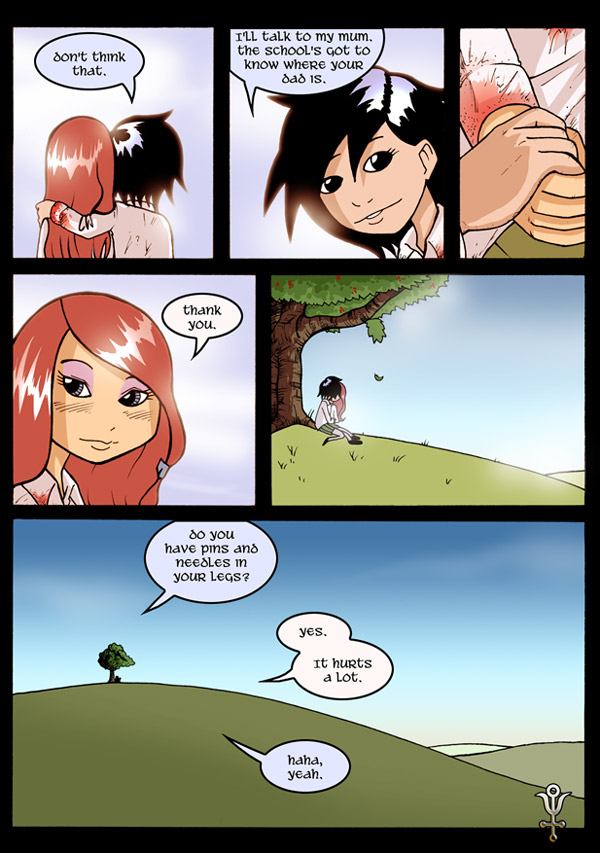 don't think
that.
I'll talk to my mum.
the school's got to
know where your
dad is.
thank
you.
do you
have pins and
needles in
your legs?
yes.
It hurts
a lot.
haha,
yeah.